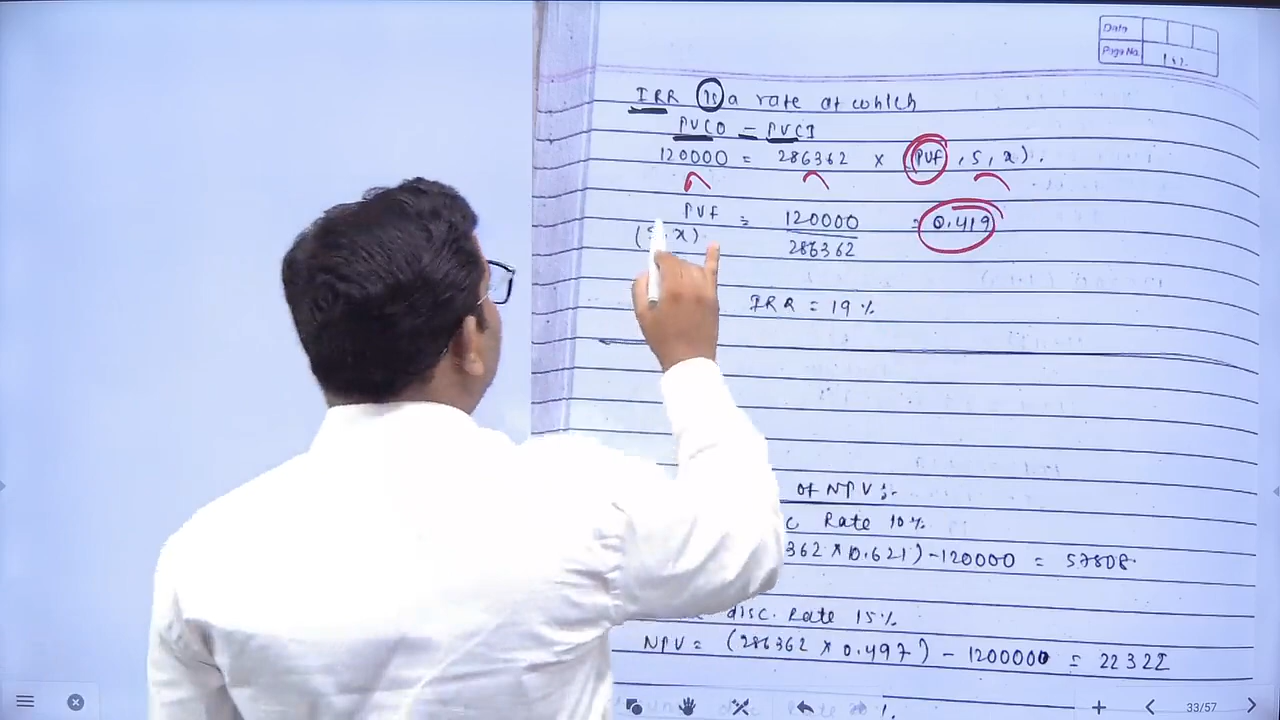 Date
Page No.
IRR is a rate at which
PVCO = PVCI
120000 = 286362 x (PVF, 5, x).
PVF = 120000 = 0.419
(5, x). 286362
IRR = 19%
of NPV:-
Rate 10%
362 x 0.621) - 120000 = 57808.
disc. Rate 15%
NPV = (286362 x 0.497) - 1200000 = 22322
33/57